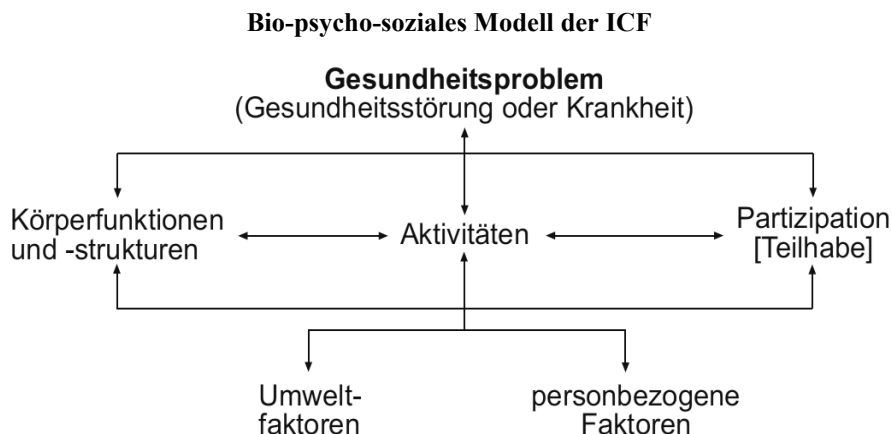 Bio-psycho-soziales Modell der ICF
Gesundheitsproblem
(Gesundheitsstörung oder Krankheit)
Körperfunktionen
und -strukturen
Aktivitäten
Partizipation
[Teilhabe]
Umwelt-
faktoren
personbezogene
Faktoren